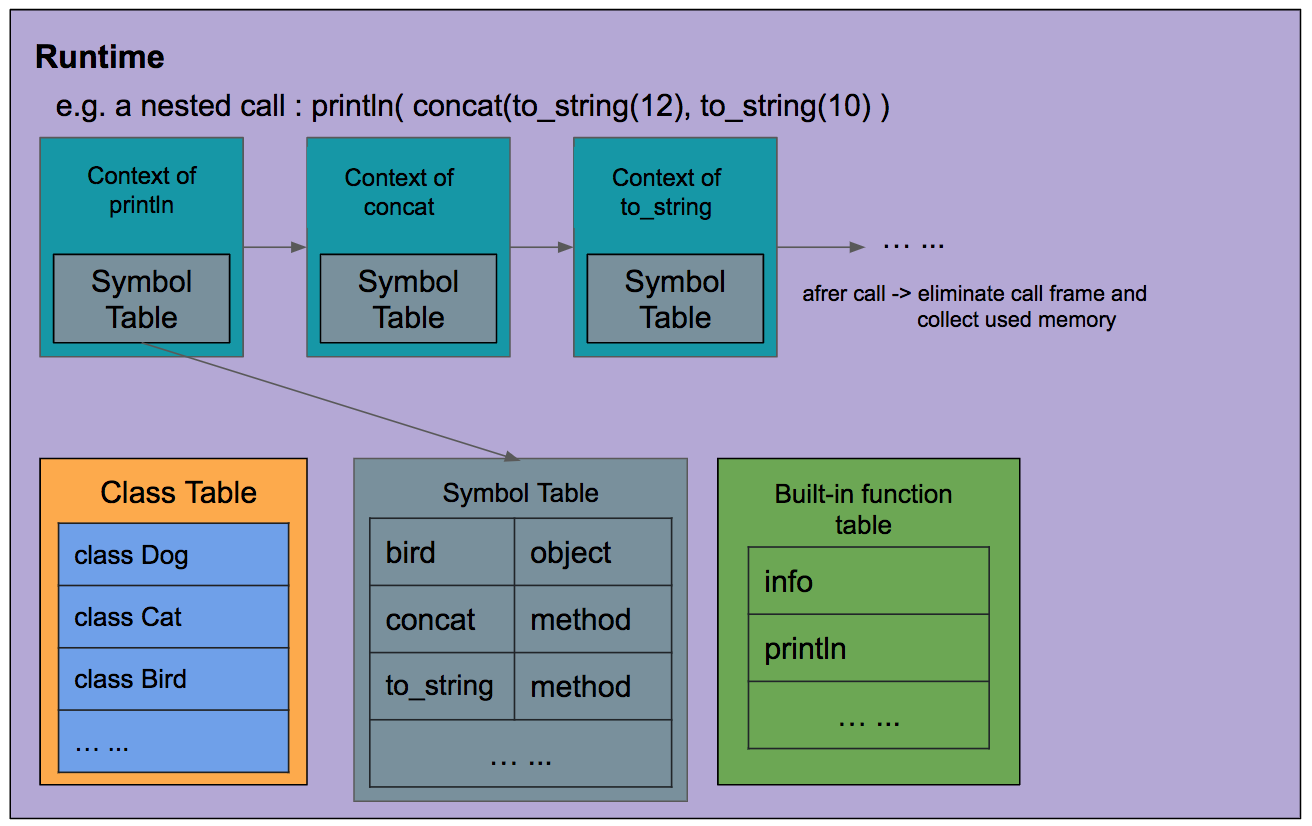 Runtime
e.g. a nested call : println( concat(to_string(12), to_string(10) )
Context of
println
Symbol
Table
Context of
concat
Symbol
Table
Context of
to_string
Symbol
Table
… ...
afrer call -> eliminate call frame and
collect used memory
Class Table
class Dog
class Cat
class Bird
… ...
Symbol Table
bird object
concat method
to_string method
… ...
Built-in function
table
info
println
… ...